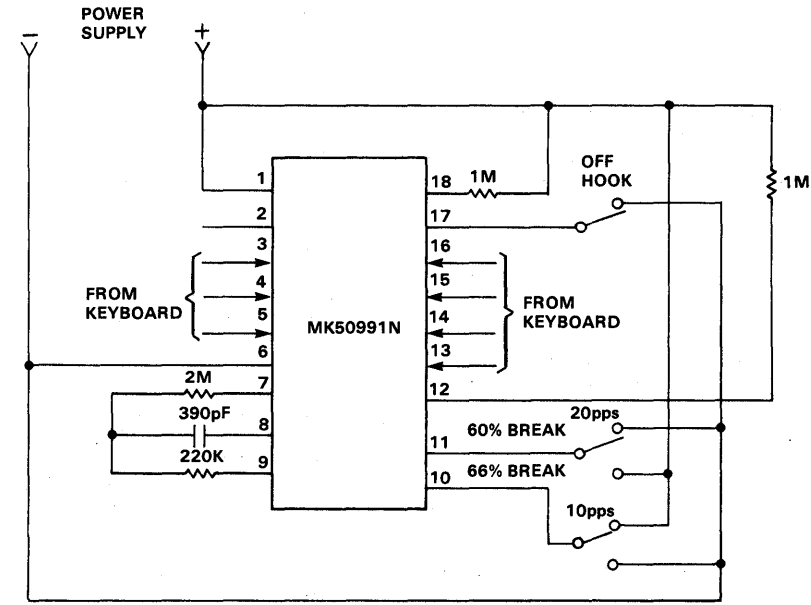 POWER
SUPPLY
−
+
1
2
3
4
5
6
7
8
9
18
17
16
15
14
13
12
11
10
1M
OFF
HOOK
1M
FROM
KEYBOARD
MK50991N
FROM
KEYBOARD
2M
390pF
220K
60% BREAK
20pps
66% BREAK
10pps